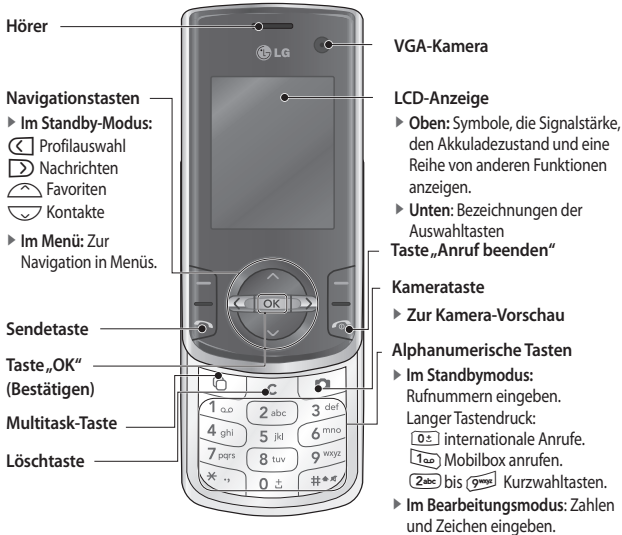 Hörer
Navigationstasten
▶ Im Standby-Modus:
Profilauswahl
Nachrichten
Favoriten
Kontakte
▶ Im Menü: Zur
Navigation in Menüs.
Sendetaste
Taste „OK“
(Bestätigen)
Multitask-Taste
Löschtaste
LG
OK
C
1
2 abc
3 def
4 ghi
5 jkl
6 mno
7 pqrs
8 tuv
9 wxyz
* .,
0 ±
#
VGA-Kamera
LCD-Anzeige
▶ Oben: Symbole, die Signalstärke,
den Akkuladezustand und eine
Reihe von anderen Funktionen
anzeigen.
▶ Unten: Bezeichnungen der
Auswahltasten
Taste „Anruf beenden“
Kamerataste
▶ Zur Kamera-Vorschau
Alphanumerische Tasten
▶ Im Standbymodus:
Rufnummern eingeben.
Langer Tastendruck:
0 ± internationale Anrufe.
1 Mobilbox anrufen.
2 abc bis 9 wxyz Kurzwahltasten.
▶ Im Bearbeitungsmodus: Zahlen
und Zeichen eingeben.